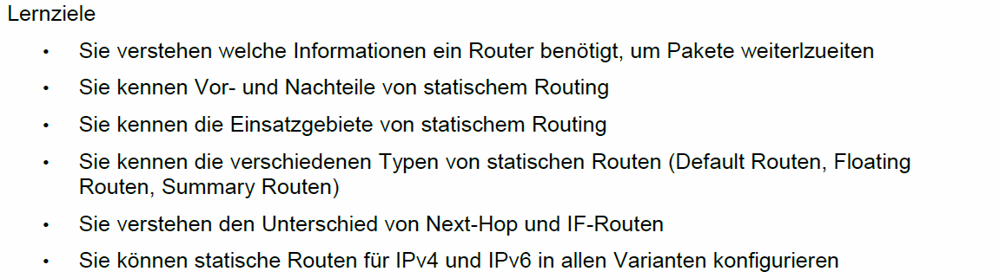 Lernziele
• Sie verstehen welche Informationen ein Router benötigt, um Pakete weiterlzueiten
• Sie kennen Vor- und Nachteile von statischem Routing
• Sie kennen die Einsatzgebiete von statischem Routing
• Sie kennen die verschiedenen Typen von statischen Routen (Default Routen, Floating
Routen, Summary Routen)
• Sie verstehen den Unterschied von Next-Hop und IF-Routen
• Sie können statische Routen für IPv4 und IPv6 in allen Varianten konfigurieren